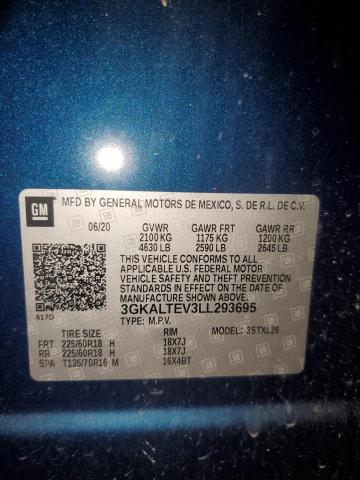 GM
MFD BY GENERAL MOTORS DE MEXICO, S. DE R.L. DE C.V.
06/20 GVWR GAWR FRT GAWR RR
2100 KG 1175 KG 1200 KG
4630 LB 2590 LB 2645 LB
THIS VEHICLE CONFORMS TO ALL
APPLICABLE U.S. FEDERAL MOTOR
VEHICLE SAFETY AND THEFT PREVENTION
STANDARDS IN EFFECT ON THE DATE OF
MANUFACTURE SHOWN ABOVE.
3GKALTEV3LL293695
617D TYPE: M.P.V.
TIRE SIZE RIM MODEL: 3STXL26
FRT 225/60R18 H 18X7J
RR 225/60R18 H 18X7J
SPA T135/70R16 M 16X4BT